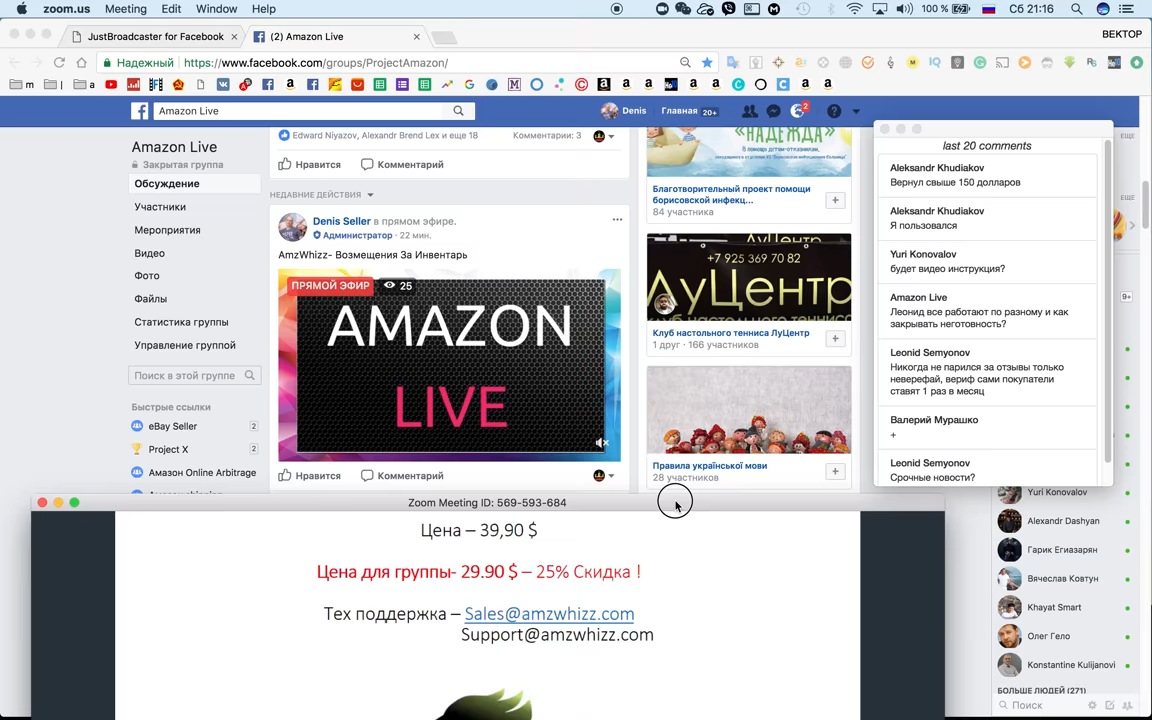 zoom.us Meeting Edit Window Help
100 % Сб 21:16
JustBroadcaster for Facebook
(2) Amazon Live
ВЕКТОР
Надежный
https://www.facebook.com/groups/ProjectAmazon/
Amazon Live
Denis
Главная 20+
2
Amazon Live
Закрытая группа
Обсуждение
Участники
Мероприятия
Видео
Фото
Файлы
Статистика группы
Управление группой
Поиск в этой группе
Быстрые ссылки
eBay Seller 2
Project X 2
Амазон Online Arbitrage
Edward Niyazov, Alexandr Brend Lex и еще 18
Комментарии: 3
Нравится
Комментарий
НЕДАВНИЕ ДЕЙСТВИЯ
Denis Seller в прямом эфире.
Администратор · 22 мин.
AmzWhizz- Возмещения За Инвентарь
ПРЯМОЙ ЭФИР 25
AMAZON
LIVE
Нравится
Комментарий
«НАДЕЖДА»
Благотворительный проект помощи
борисовской инфекц...
84 участника
+7 925 369 70 82
ЛуЦентр
Клуб настольного тенниса ЛуЦентр
1 друг · 166 участников
Правила української мови
28 участников
last 20 comments
Aleksandr Khudiakov
Вернул свыше 150 долларов
Aleksandr Khudiakov
Я пользовался
Yuri Konovalov
будет видео инструкция?
Amazon Live
Леонид все работают по разному и как
закрывать неготовность?
Leonid Semyonov
Никогда не парился за отзывы только
неверефай, вериф сами покупатели
ставят 1 раз в месяц
Валерий Мурашко
+
Leonid Semyonov
Срочные новости?
ЕЩЕ
ЕЩЕ
9+
Yuri Konovalov
Alexandr Dashyan
Гарик Егиазарян
Вячеслав Ковтун
Khayat Smart
Олег Гело
Konstantine Kulijanovi
БОЛЬШЕ ЛЮДЕЙ (271)
Поиск
Zoom Meeting ID: 569-593-684
Цена – 39,90 $
Цена для группы- 29.90 $ – 25% Скидка !
Тех поддержка – Sales@amzwhizz.com
Support@amzwhizz.com